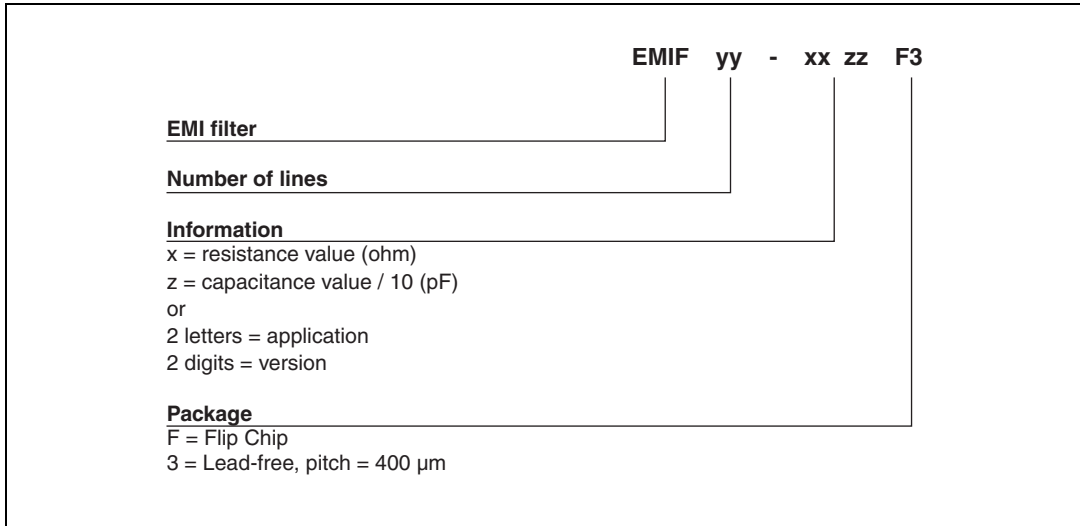 EMIF yy - xx zz F3
EMI filter
Number of lines
Information
x = resistance value (ohm)
z = capacitance value / 10 (pF)
or
2 letters = application
2 digits = version
Package
F = Flip Chip
3 = Lead-free, pitch = 400 µm